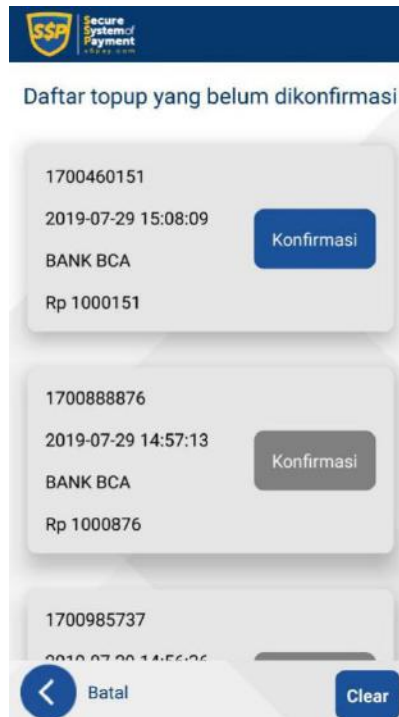 SSP
Secure
System of
Payment
Daftar topup yang belum dikonfirmasi
1700460151
2019-07-29 15:08:09
BANK BCA
Rp 1000151
Konfirmasi
1700888876
2019-07-29 14:57:13
BANK BCA
Rp 1000876
Konfirmasi
1700985737
Batal
Clear